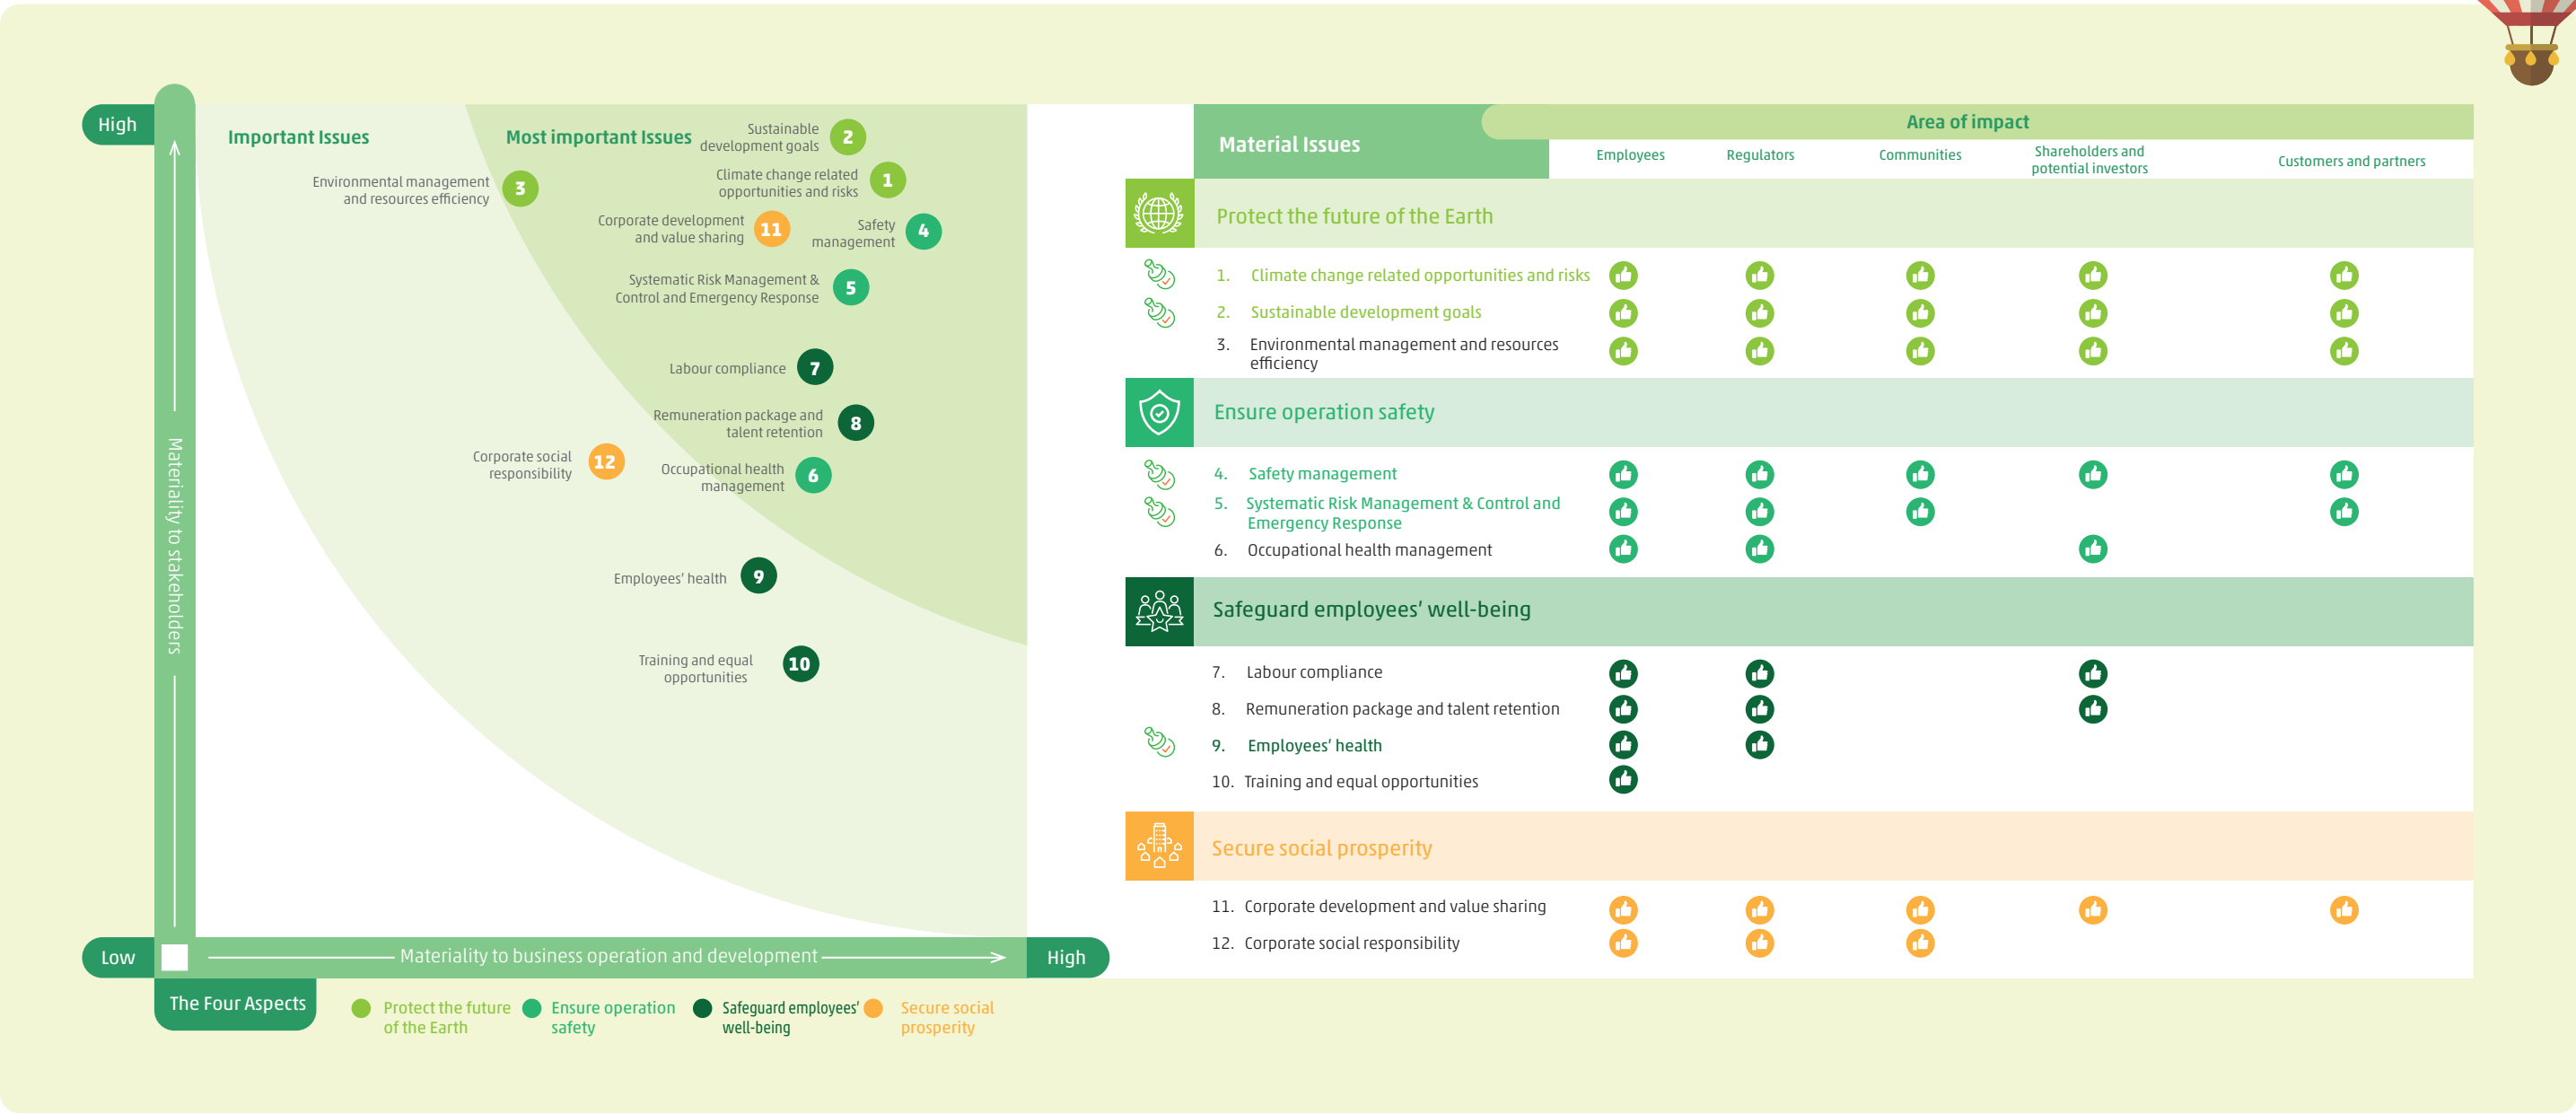 High
Important Issues
Most important Issues
Sustainable
development goals
2
Climate change related
opportunities and risks
1
Environmental management
and resources efficiency
3
Corporate development
and value sharing
11
Safety
management
4
Systematic Risk Management &
Control and Emergency Response
5
Labour compliance
7
Remuneration package and
talent retention
8
Corporate social
responsibility
12
Occupational health
management
6
Employees’ health
9
Training and equal
opportunities
10
Materiality to stakeholders
Low
Materiality to business operation and development
High
The Four Aspects
Protect the future
of the Earth
Ensure operation
safety
Safeguard employees’
well-being
Secure social
prosperity
Material Issues
Area of impact
Employees
Regulators
Communities
Shareholders and
potential investors
Customers and partners
Protect the future of the Earth
1. Climate change related opportunities and risks
2. Sustainable development goals
3. Environmental management and resources
efficiency
Ensure operation safety
4. Safety management
5. Systematic Risk Management & Control and
Emergency Response
6. Occupational health management
Safeguard employees’ well-being
7. Labour compliance
8. Remuneration package and talent retention
9. Employees’ health
10. Training and equal opportunities
Secure social prosperity
11. Corporate development and value sharing
12. Corporate social responsibility